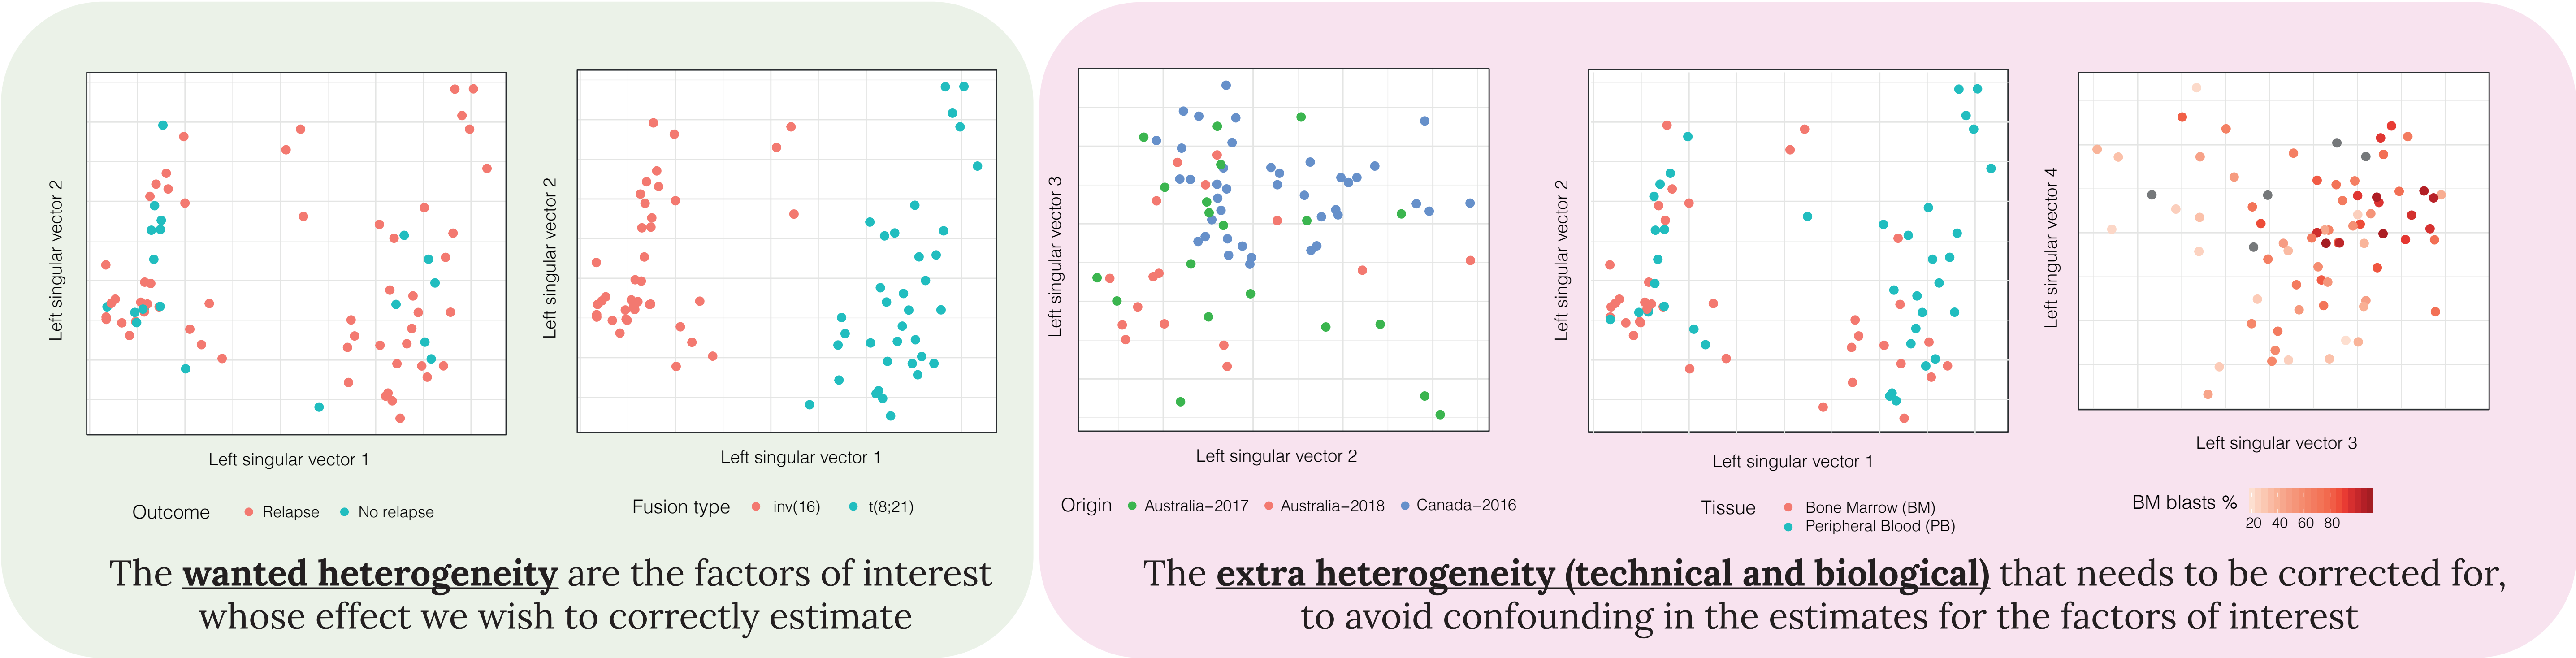 Left singular vector 2
Left singular vector 1
Outcome Relapse No relapse
Left singular vector 2
Left singular vector 1
Fusion type inv(16) t(8;21)
The wanted heterogeneity are the factors of interest
whose effect we wish to correctly estimate
Left singular vector 3
Left singular vector 2
Origin Australia−2017 Australia−2018 Canada−2016
Left singular vector 2
Left singular vector 1
Tissue Bone Marrow (BM)
Peripheral Blood (PB)
Left singular vector 4
Left singular vector 3
BM blasts %
20 40 60 80
The extra heterogeneity (technical and biological) that needs to be corrected for,
to avoid confounding in the estimates for the factors of interest